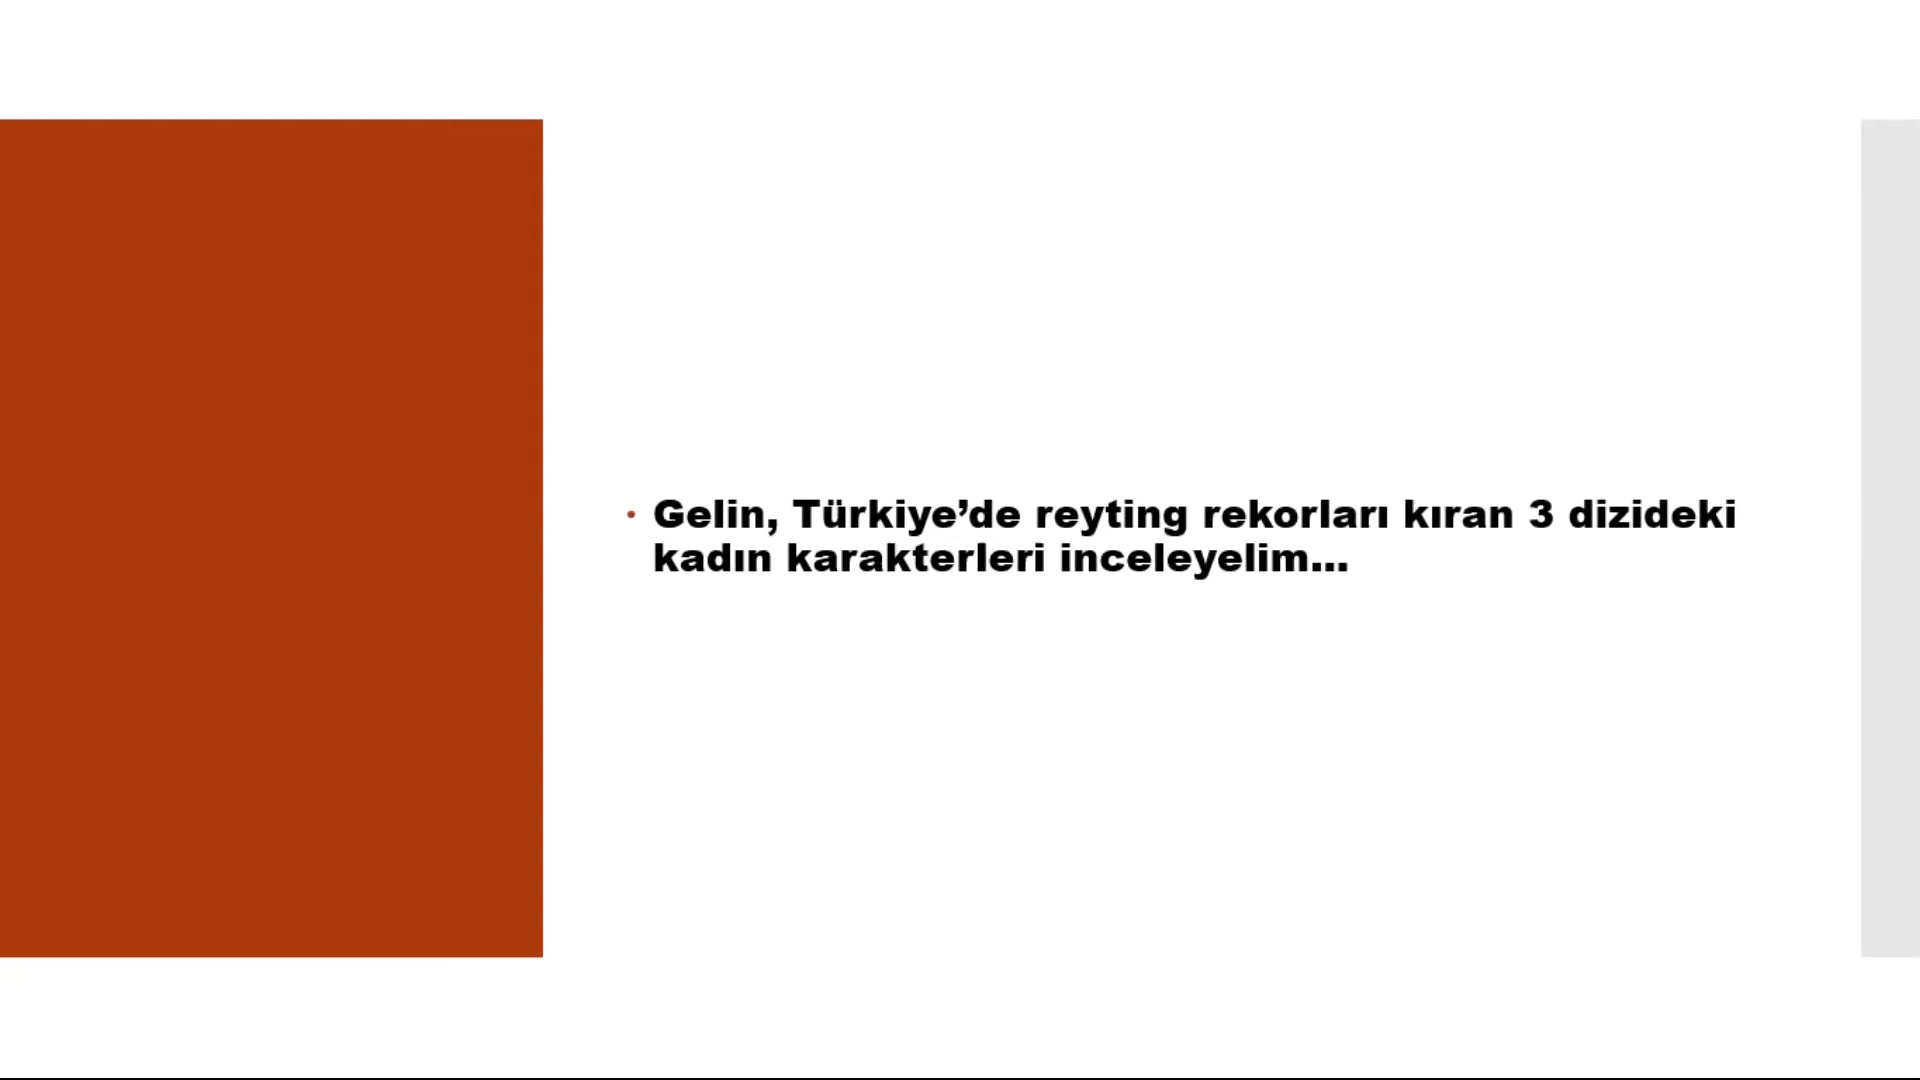 • Gelin, Türkiye’de reyting rekorları kıran 3 dizideki
kadın karakterleri inceleyelim...